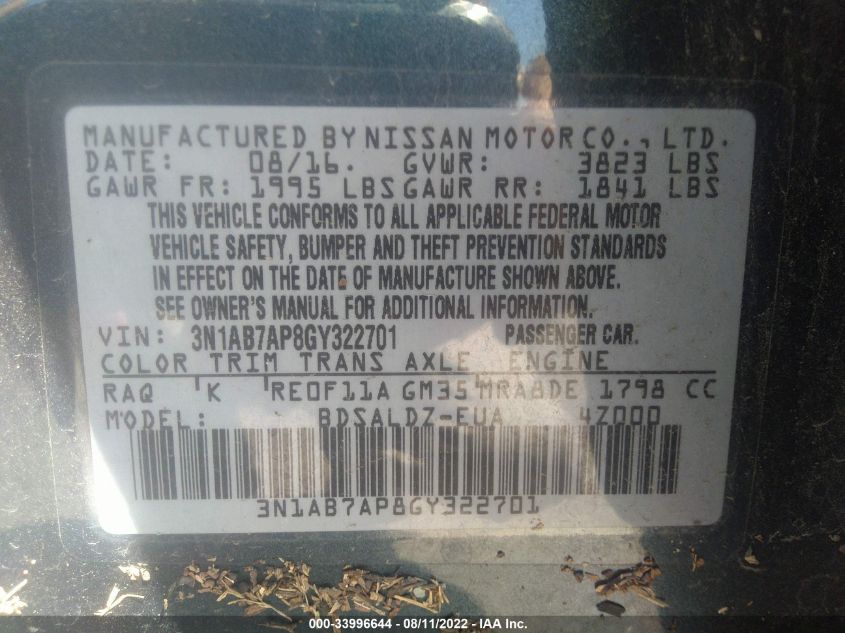 MANUFACTURED BY NISSAN MOTOR CO., LTD.
DATE: 08/16. GVWR: 3823 LBS
GAWR FR: 1995 LBS GAWR RR: 1841 LBS
THIS VEHICLE CONFORMS TO ALL APPLICABLE FEDERAL MOTOR
VEHICLE SAFETY, BUMPER AND THEFT PREVENTION STANDARDS
IN EFFECT ON THE DATE OF MANUFACTURE SHOWN ABOVE.
SEE OWNER'S MANUAL FOR ADDITIONAL INFORMATION.
VIN: 3N1AB7AP8GY322701 PASSENGER CAR.
COLOR TRIM TRANS AXLE ENGINE
RAQ 'K 'RE0F11A GM35 'MRA8DE 1798 CC
MODEL: BDSALDZ-EUA 4Z000
3N1AB7AP8GY322701
000-33996644 - 08/11/2022 - IAA Inc.